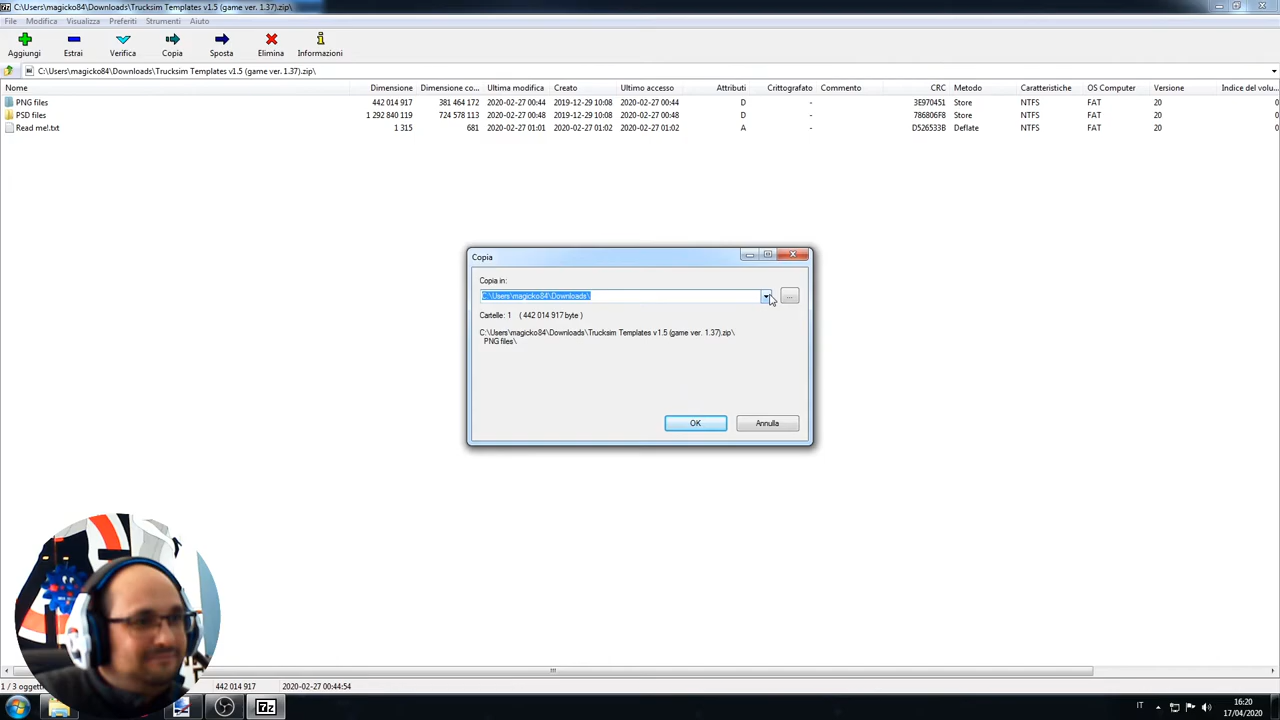 C:\Users\magicko84\Downloads\Trucksim Templates v1.5 (game ver. 1.37).zip\
File Modifica Visualizza Preferiti Strumenti Aiuto
Aggiungi Estrai Verifica Copia Sposta Elimina Informazioni
C:\Users\magicko84\Downloads\Trucksim Templates v1.5 (game ver. 1.37).zip\
Nome Dimensione Dimensione co... Ultima modifica Creato Ultimo accesso Attributi Crittografato Commento CRC Metodo Caratteristiche OS Computer Versione Indice del volu...
PNG files 442 014 917 381 464 172 2020-02-27 00:44 2019-12-29 10:08 2020-02-27 00:44 D - 3E970451 Store NTFS FAT 20 0
PSD files 1 292 840 119 724 578 113 2020-02-27 00:48 2019-12-29 10:08 2020-02-27 00:48 D - 786806F8 Store NTFS FAT 20 0
Read me!.txt 1 315 681 2020-02-27 01:01 2020-02-27 01:02 2020-02-27 01:02 A - D526533B Deflate NTFS FAT 20 0
Copia
Copia in:
C:\Users\magicko84\Downloads\
...
Cartelle: 1 ( 442 014 917 byte )
C:\Users\magicko84\Downloads\Trucksim Templates v1.5 (game ver. 1.37).zip\
PNG files\
OK Annulla
1 / 3 oggetti 442 014 917 2020-02-27 00:44:54
7z IT 16:20
17/04/2020